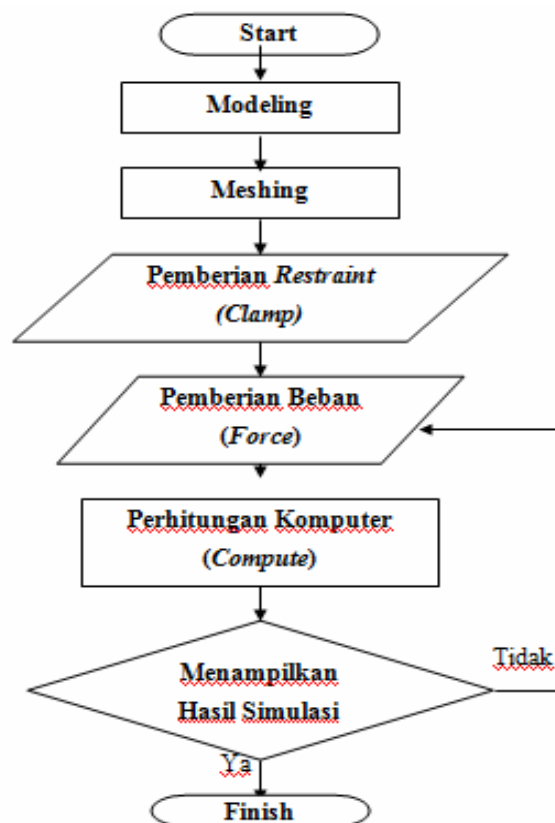 Start
Modeling
Meshing
Pemberian Restraint
(Clamp)
Pemberian Beban
(Force)
Perhitungan Komputer
(Compute)
Menampilkan
Hasil Simulasi
Tidak
Ya
Finish